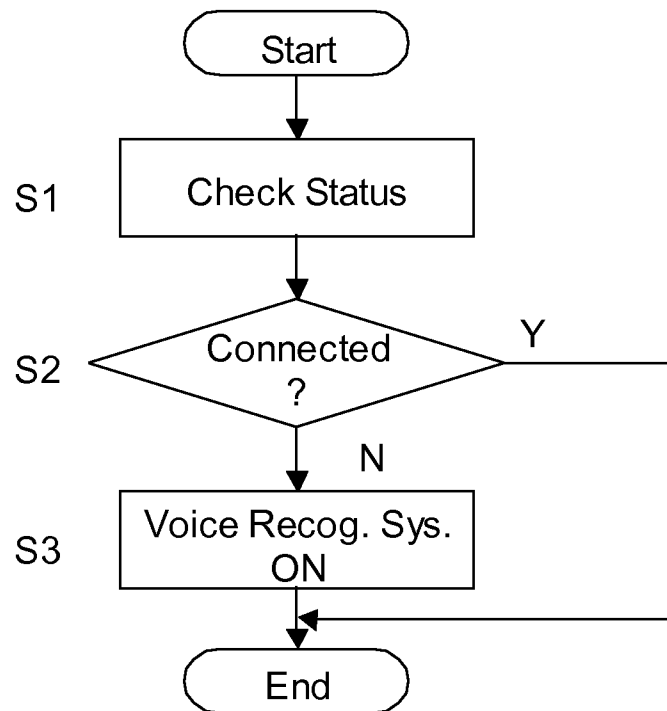 Start
S1
Check Status
S2
Connected
?
Y
N
S3
Voice Recog. Sys.
ON
End